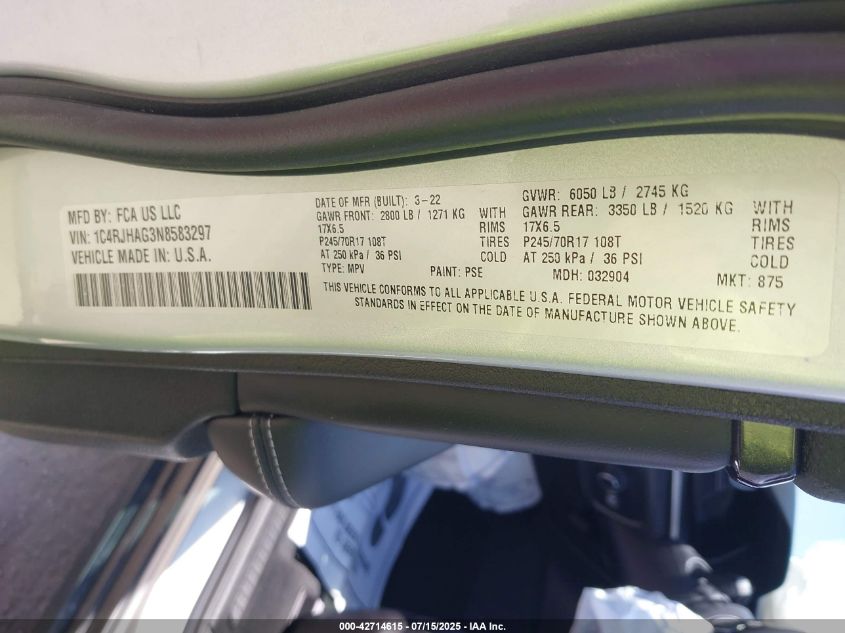 MFD BY: FCA US LLC
VIN: 1C4RJHAG3N8583297
VEHICLE MADE IN: U.S.A.
DATE OF MFR (BUILT): 3-22
GAWR FRONT: 2800 LB / 1271 KG WITH
17X6.5 RIMS
P245/70R17 108T TIRES
AT 250 kPa / 36 PSI COLD
TYPE: MPV PAINT: PSE
GVWR: 6050 LB / 2745 KG
GAWR REAR: 3350 LB / 1520 KG WITH
17X6.5 RIMS
P245/70R17 108T TIRES
AT 250 kPa / 36 PSI COLD
MDH: 032904 MKT: 875
THIS VEHICLE CONFORMS TO ALL APPLICABLE U.S.A. FEDERAL MOTOR VEHICLE SAFETY
STANDARDS IN EFFECT ON THE DATE OF MANUFACTURE SHOWN ABOVE.
000-42714615 - 07/15/2025 - IAA Inc.